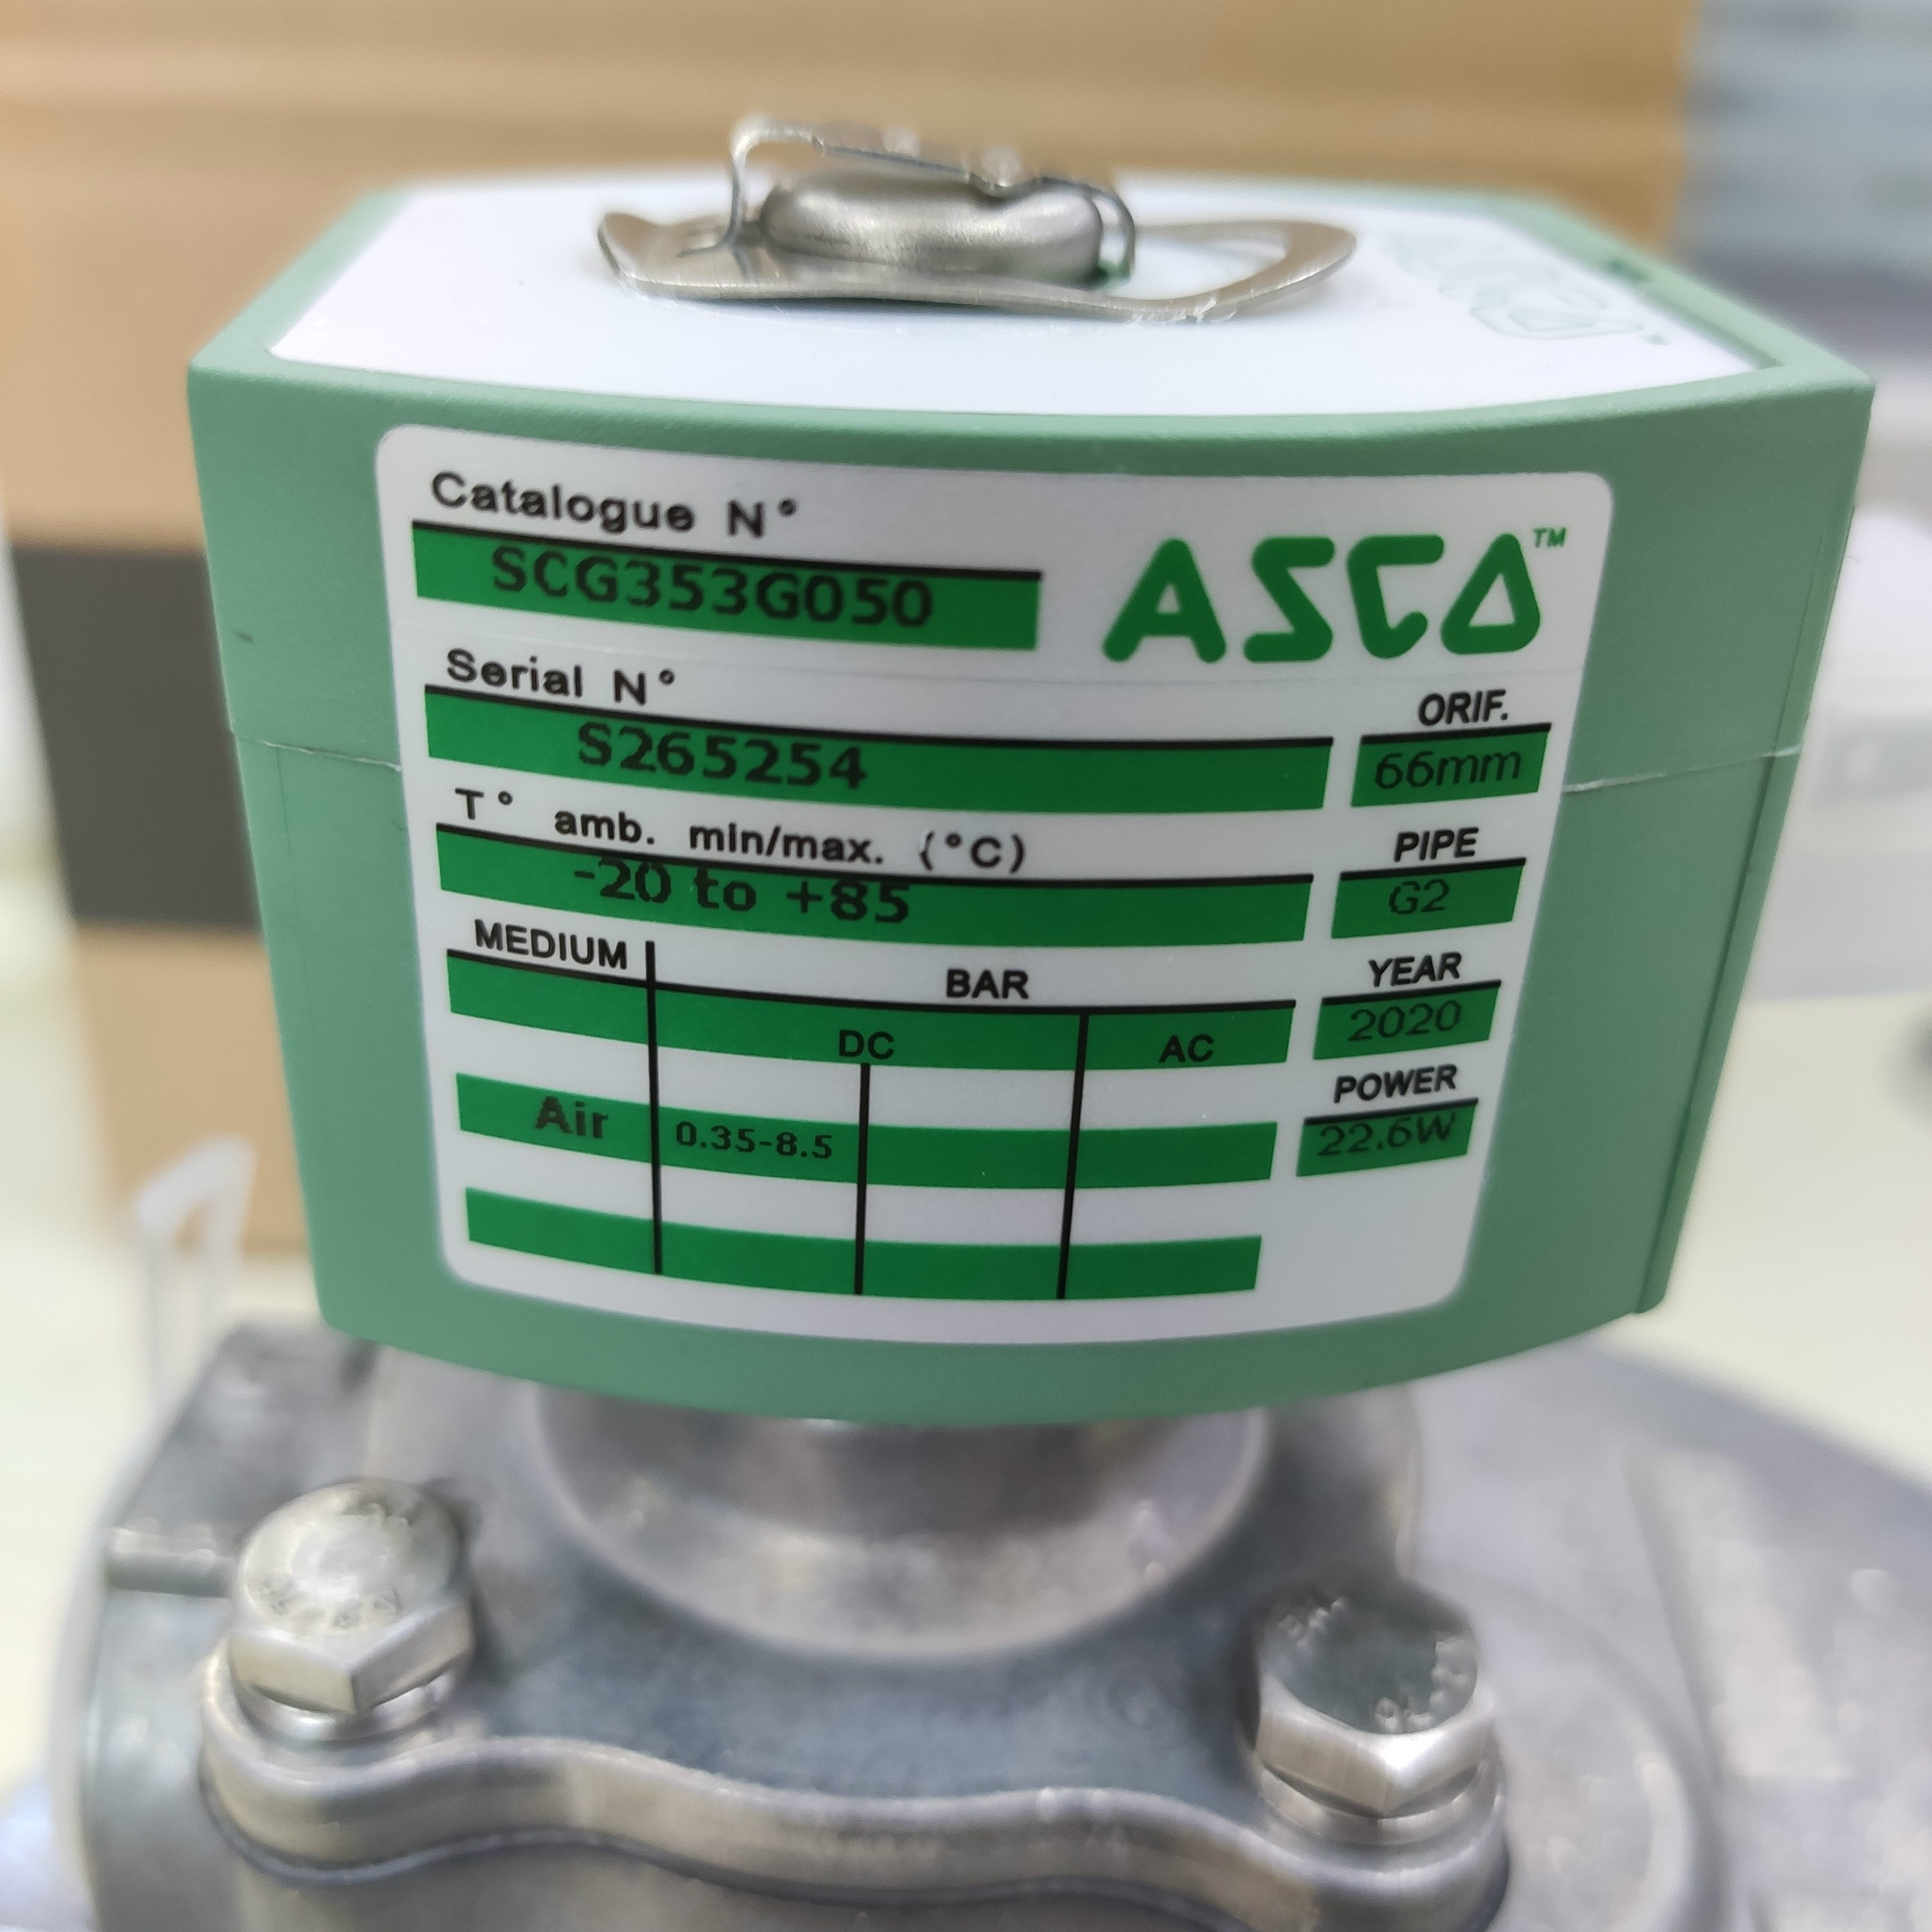 Catalogue N°
SCG353G050
ASCO™
Serial N°
S265254
ORIF.
66mm
T° amb. min/max. (°C)
-20 to +85
PIPE
G2
MEDIUM
BAR
YEAR
2020
DC
AC
POWER
22.6W
Air
0.35-8.5